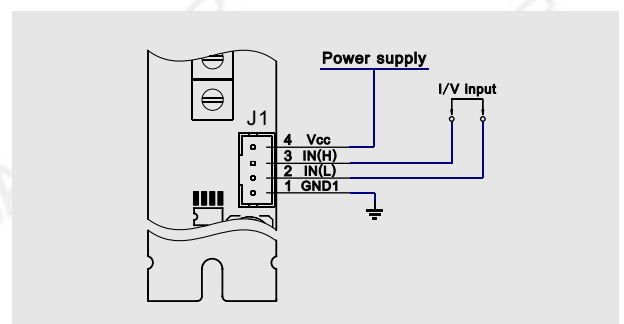 Power supply
I/V Input
J1
4 Vcc
3 IN(H)
2 IN(L)
1 GND1